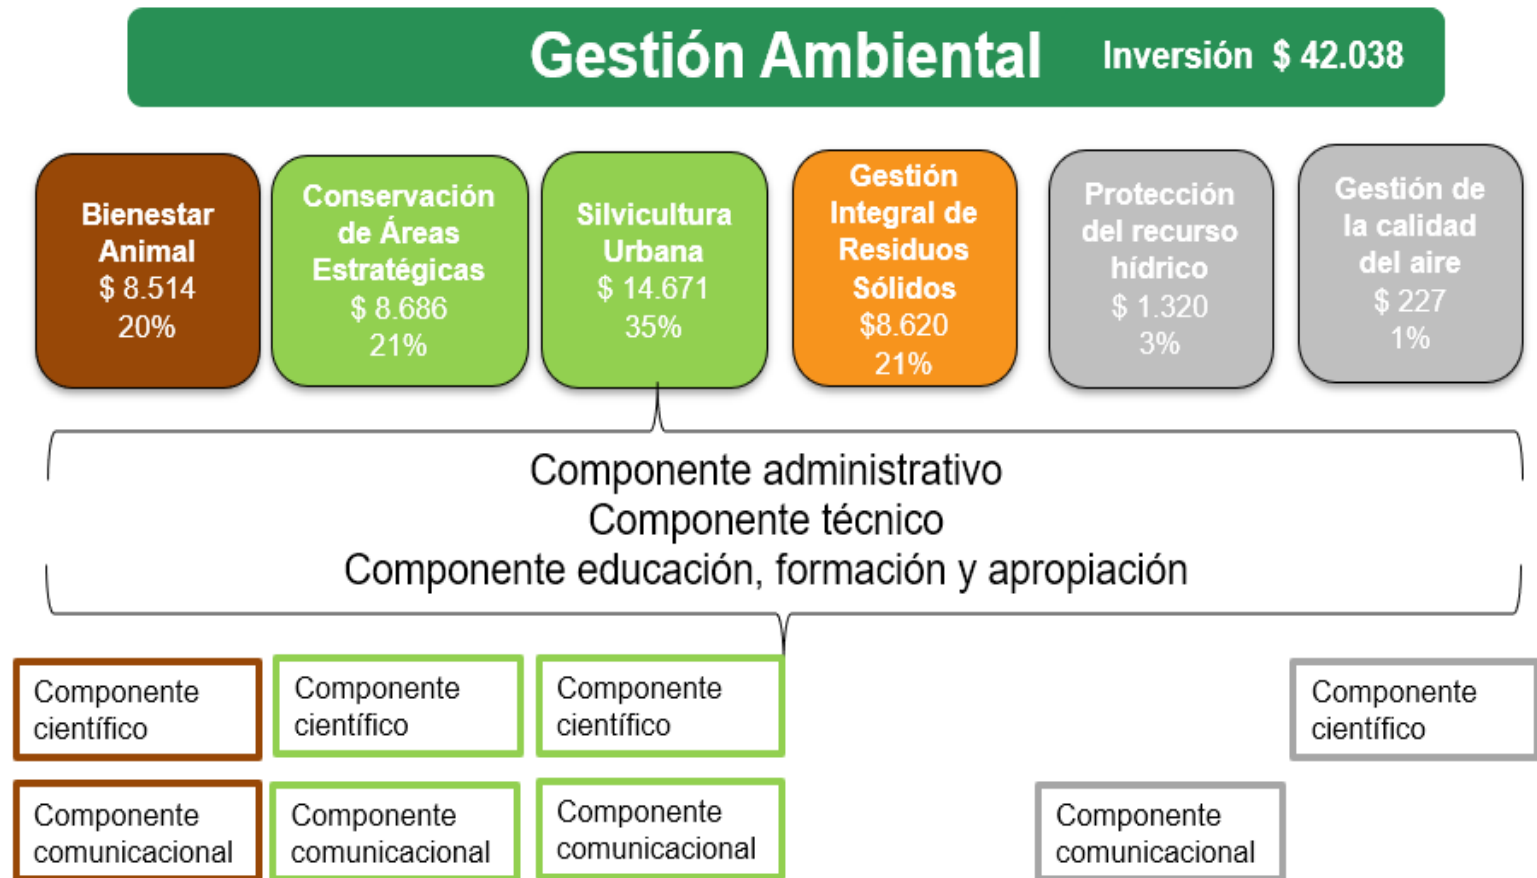 Gestión Ambiental Inversión $ 42.038
Bienestar
Animal
$ 8.514
20%
Conservación
de Áreas
Estratégicas
$ 8.686
21%
Silvicultura
Urbana
$ 14.671
35%
Gestión
Integral de
Residuos
Sólidos
$8.620
21%
Protección
del recurso
hídrico
$ 1.320
3%
Gestión de
la calidad
del aire
$ 227
1%
Componente administrativo
Componente técnico
Componente educación, formación y apropiación
Componente
científico
Componente
científico
Componente
científico
Componente
científico
Componente
comunicacional
Componente
comunicacional
Componente
comunicacional
Componente
comunicacional